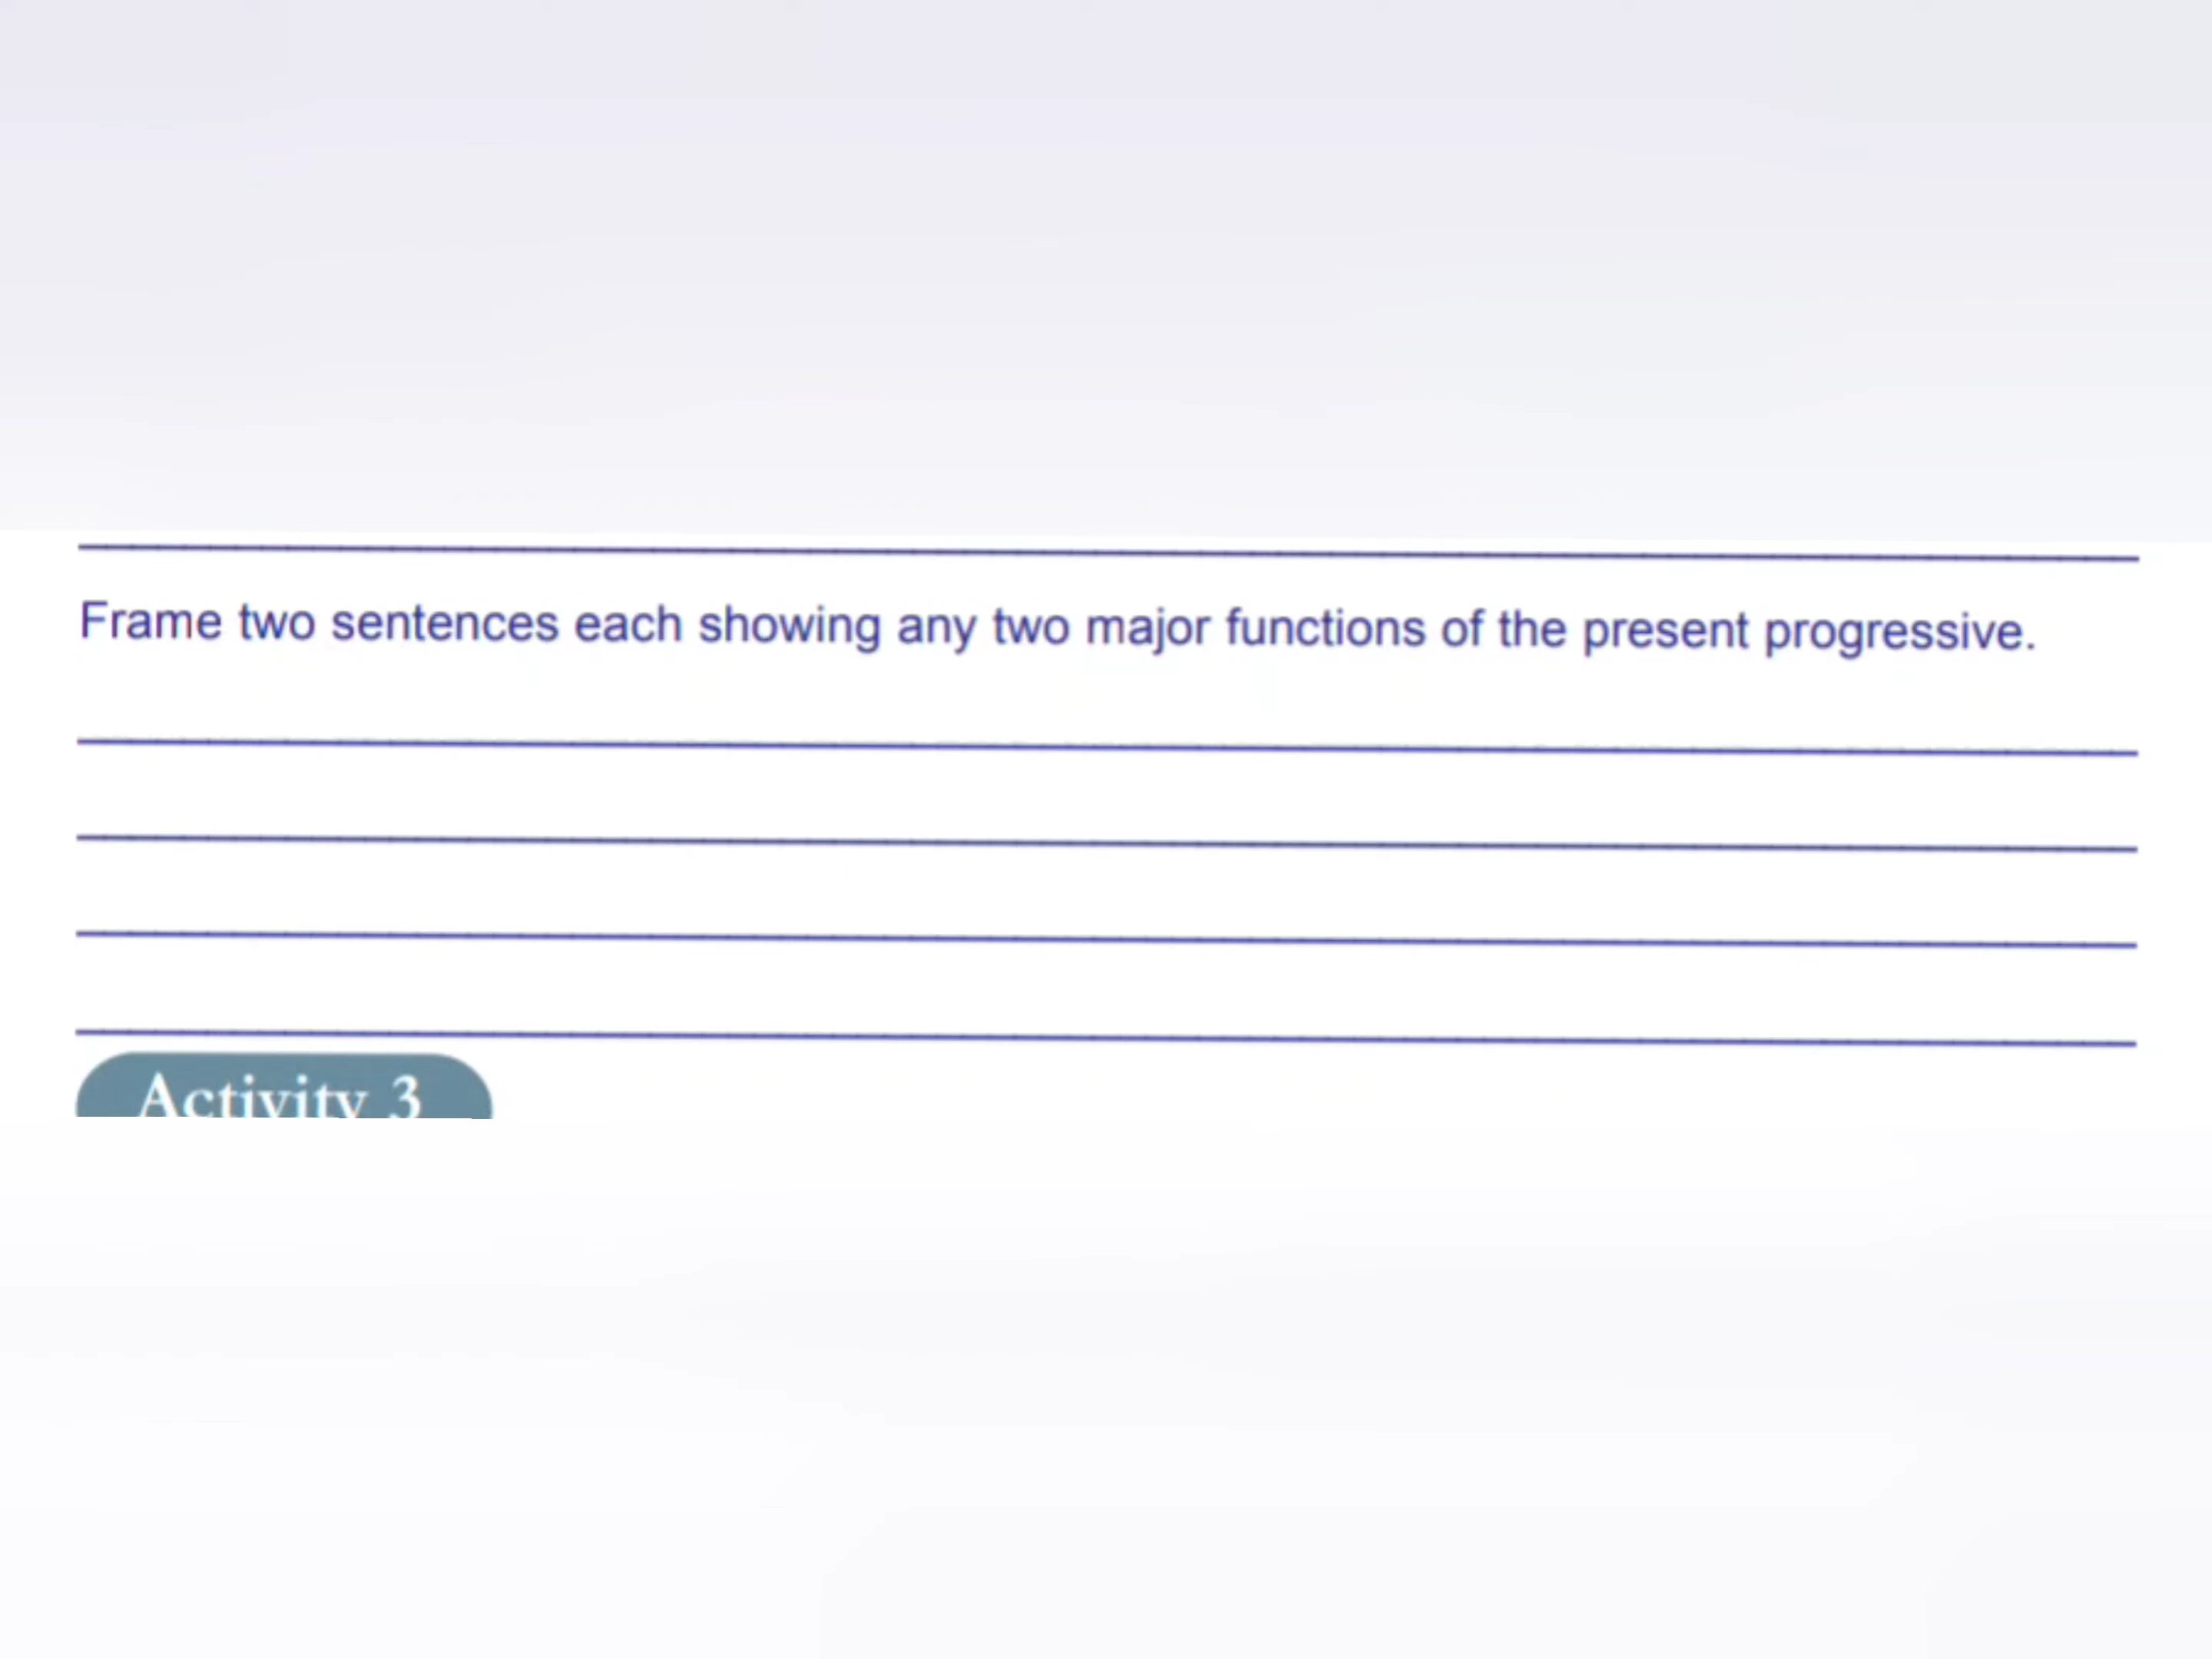 Frame two sentences each showing any two major functions of the present progressive.
Activity 3